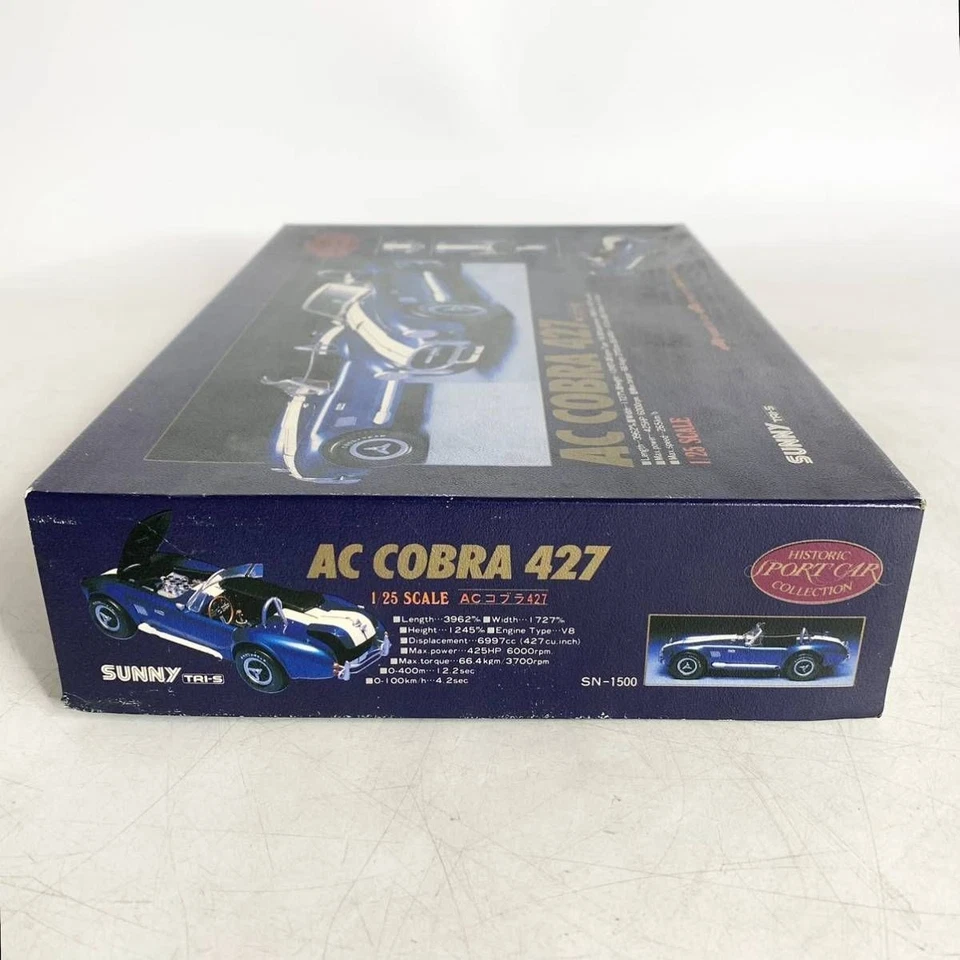 AC COBRA 427
1/25 SCALE
SUNNY TRI-S
AC COBRA 427
1 25 SCALE ACコブラ427
■Length…3962㎜ ■Width…1727㎜
■Height…1245㎜ ■Engine Type…V8
■Displacement…6997cc (427cu.inch)
■Max.power…425HP 6000rpm.
■Max.torque…66.4kgm/3700rpm
■0-400m…12.2sec
■0-100km/h…4.2sec
SUNNY TRI-S
HISTORIC
SPORT CAR
COLLECTION
SN-1500